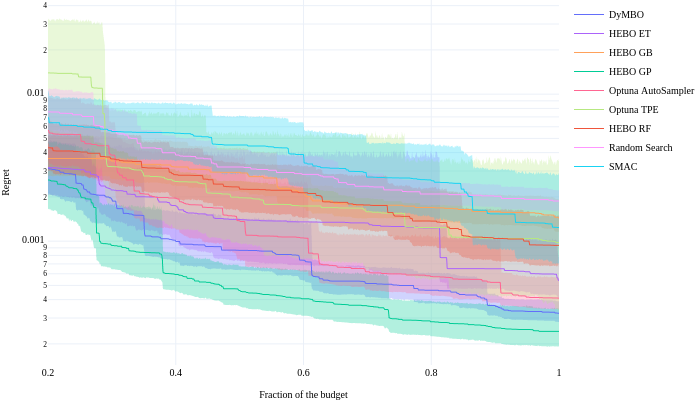 4
3
2
0.01
9
8
7
6
5
4
3
2
0.001
9
8
7
6
5
4
3
2
Regret
0.2
0.4
0.6
0.8
1
Fraction of the budget
DyMBO
HEBO ET
HEBO GB
HEBO GP
Optuna AutoSampler
Optuna TPE
HEBO RF
Random Search
SMAC